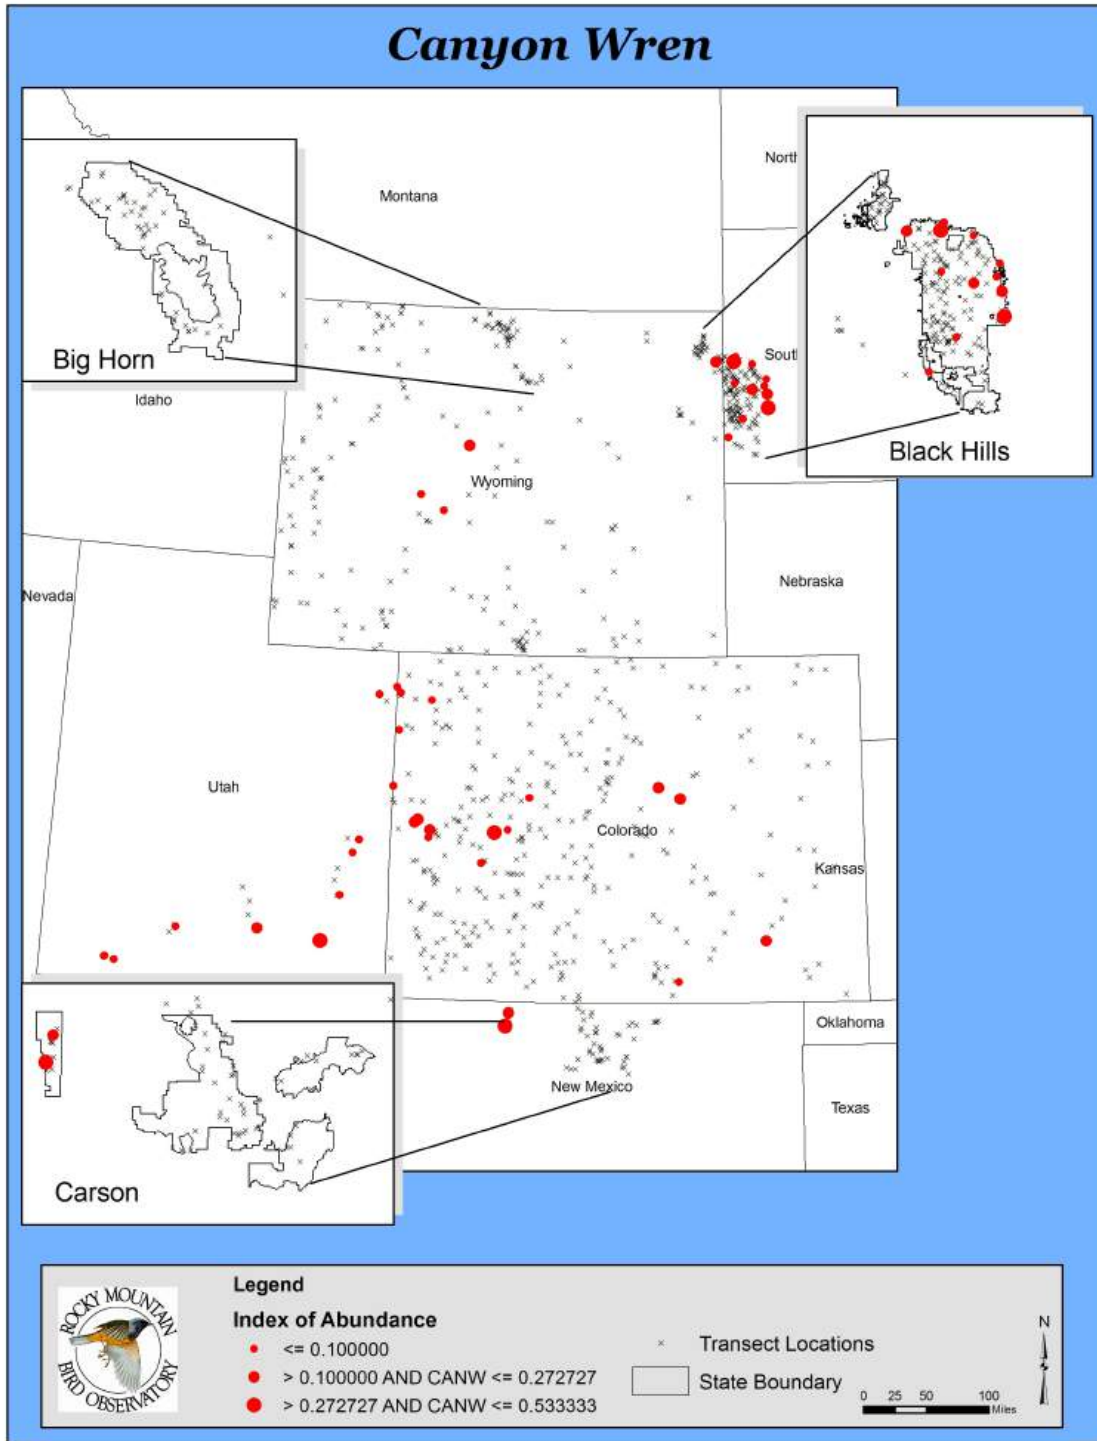 Canyon Wren
Montana
North
Big Horn
South
Idaho
Black Hills
Wyoming
Nevada
Nebraska
Utah
Colorado
Kansas
Oklahoma
New Mexico
Texas
Carson
Legend
Index of Abundance
<= 0.100000
> 0.100000 AND CANW <= 0.272727
> 0.272727 AND CANW <= 0.533333
Transect Locations
State Boundary
N
0 25 50 100
Miles
ROCKY MOUNTAIN
BIRD OBSERVATORY